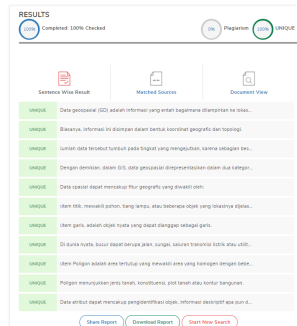 RESULTS
100% Completed: 100% Checked 0% Plagiarism 100% UNIQUE
Sentence Wise Result Matched Sources Document View
UNIQUE Data geospasial (GD) adalah informasi yang entah bagaimana dilampirkan ke lokas...
UNIQUE Biasanya, informasi ini disimpan dalam bentuk koordinat geografis dan topologi.
UNIQUE Jumlah data tersebut tumbuh pada tingkat yang mengejutkan, karena sebagian bes...
UNIQUE Dengan demikian, dalam GIS, data geospasial direpresentasikan dalam dua kategor...
UNIQUE Data spasial dapat mencakup fitur geografis yang diwakili oleh:
UNIQUE Item titik, mewakili pohon, tiang lampu, atau beberapa objek yang lokasinya dijelas...
UNIQUE Item garis, adalah objek nyata yang dapat dianggap sebagai garis.
UNIQUE Di dunia nyata, busur dapat berupa jalan, sungai, saluran transmisi listrik atau utilit...
UNIQUE Item Poligon adalah area tertutup yang mewakili area yang homogen dengan bebe...
UNIQUE Poligon menunjukkan jenis tanah, konstituensi, plot tanah atau kontur bangunan.
UNIQUE Data atribut dapat mencakup pengidentifikasi objek, informasi deskriptif apa pun d...
Share Report Download Report Start New Search